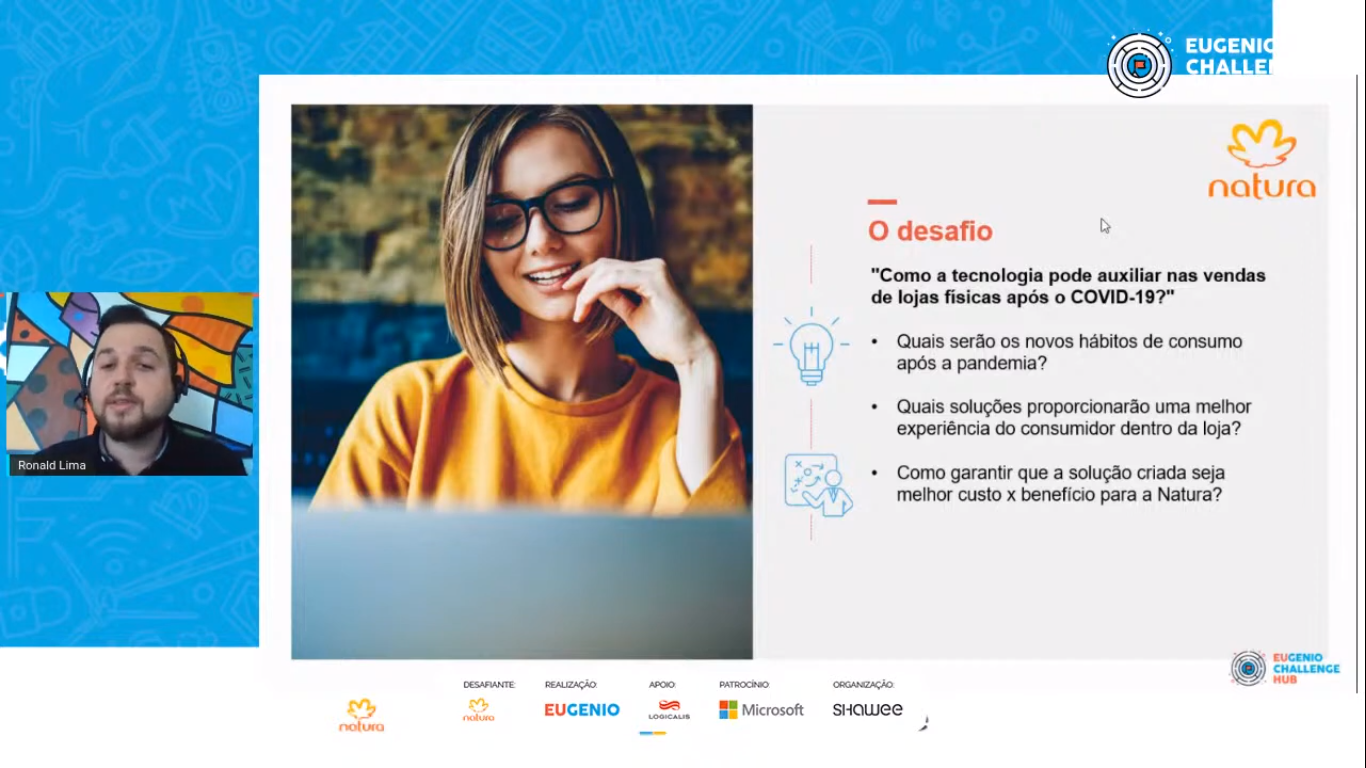 EUGENIO
CHALLE
natura
O desafio
"Como a tecnologia pode auxiliar nas vendas
de lojas físicas após o COVID-19?"
• Quais serão os novos hábitos de consumo
após a pandemia?
• Quais soluções proporcionarão uma melhor
experiência do consumidor dentro da loja?
• Como garantir que a solução criada seja
melhor custo x benefício para a Natura?
Ronald Lima
EUGENIO
CHALLENGE
HUB
DESAFIANTE: REALIZAÇÃO: APOIO: PATROCÍNIO: ORGANIZAÇÃO:
natura natura EUGENIO LOGICALIS Microsoft SHAWEE